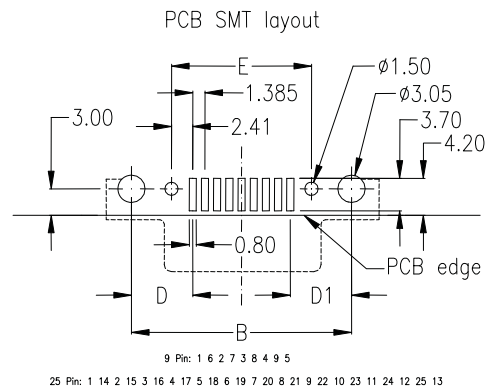 PCB SMT layout
E
ø1.50
1.385
ø3.05
3.00
2.41
3.70
4.20
0.80
PCB edge
D
D1
B
9 Pin: 1 6 2 7 3 8 4 9 5
25 Pin: 1 14 2 15 3 16 4 17 5 18 6 19 7 20 8 21 9 22 10 23 11 24 12 25 13